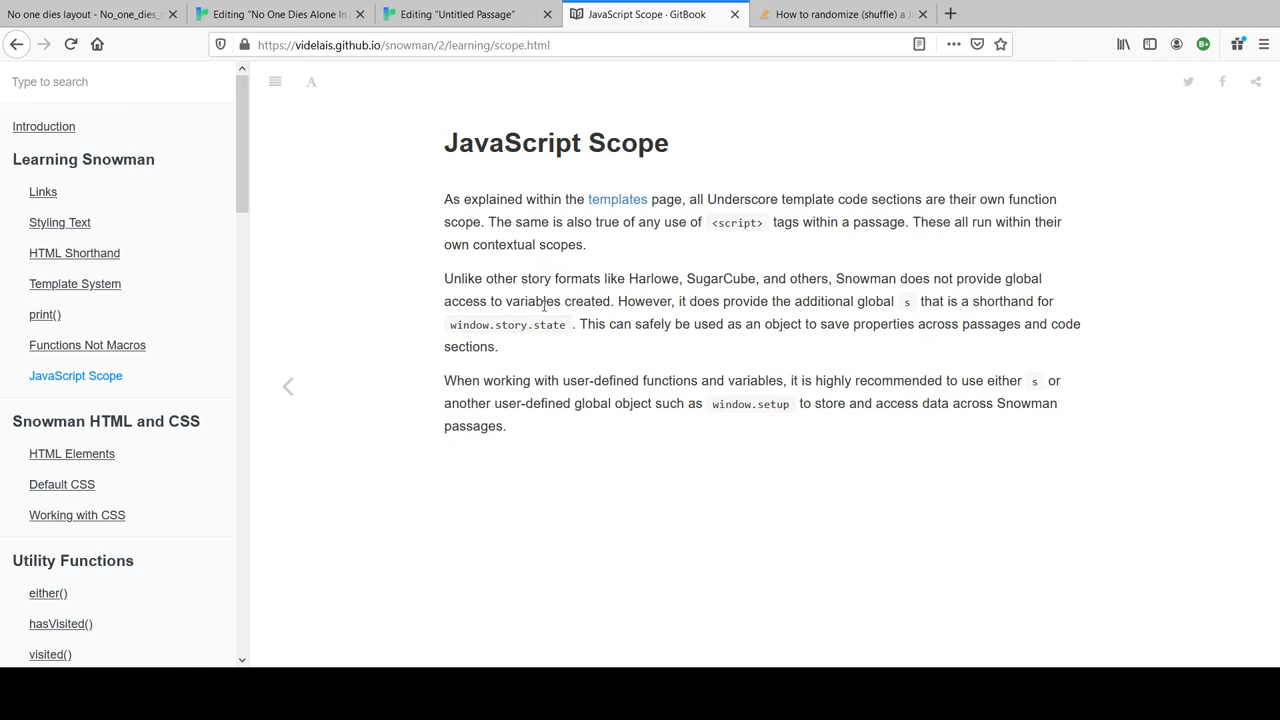 No one dies layout - No_one_dies_
Editing “No One Dies Alone In
Editing “Untitled Passage”
JavaScript Scope · GitBook
How to randomize (shuffle) a J
https://videlais.github.io/snowman/2/learning/scope.html
Type to search
A
Introduction
Learning Snowman
Links
Styling Text
HTML Shorthand
Template System
print()
Functions Not Macros
JavaScript Scope
Snowman HTML and CSS
HTML Elements
Default CSS
Working with CSS
Utility Functions
either()
hasVisited()
visited()
JavaScript Scope
As explained within the templates page, all Underscore template code sections are their own function
scope. The same is also true of any use of <script> tags within a passage. These all run within their
own contextual scopes.
Unlike other story formats like Harlowe, SugarCube, and others, Snowman does not provide global
access to variables created. However, it does provide the additional global s that is a shorthand for
window.story.state . This can safely be used as an object to save properties across passages and code
sections.
When working with user-defined functions and variables, it is highly recommended to use either s or
another user-defined global object such as window.setup to store and access data across Snowman
passages.